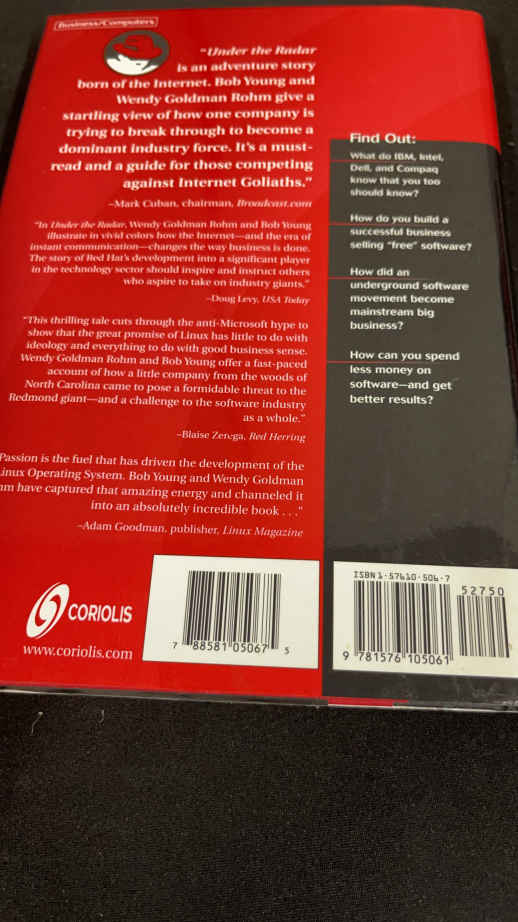 Business/Computers
"Under the Radar
is an adventure story
born of the Internet. Bob Young and
Wendy Goldman Rohm give a
startling view of how one company is
trying to break through to become a
dominant industry force. It's a must-
read and a guide for those competing
against Internet Goliaths."
–Mark Cuban, chairman, Broadcast.com
"In Under the Radar, Wendy Goldman Rohm and Bob Young
illustrate in vivid colors how the Internet—and the era of
instant communication—changes the way business is done.
The story of Red Hat's development into a significant player
in the technology sector should inspire and instruct others
who aspire to take on industry giants."
–Doug Levy, USA Today
"This thrilling tale cuts through the anti-Microsoft hype to
show that the great promise of Linux has little to do with
ideology and everything to do with good business sense.
Wendy Goldman Rohm and Bob Young offer a fast-paced
account of how a little company from the woods of
North Carolina came to pose a formidable threat to the
Redmond giant—and a challenge to the software industry
as a whole."
–Blaise Zerega, Red Herring
Passion is the fuel that has driven the development of the
inux Operating System. Bob Young and Wendy Goldman
hm have captured that amazing energy and channeled it
into an absolutely incredible book . . ."
–Adam Goodman, publisher, Linux Magazine
CORIOLIS
www.coriolis.com
7 88581 05067 5
Find Out:
What do IBM, Intel,
Dell, and Compaq
know that you too
should know?
How do you build a
successful business
selling "free" software?
How did an
underground software
movement become
mainstream big
business?
How can you spend
less money on
software—and get
better results?
ISBN 1-57610-506-7
52750
9 781576 105061